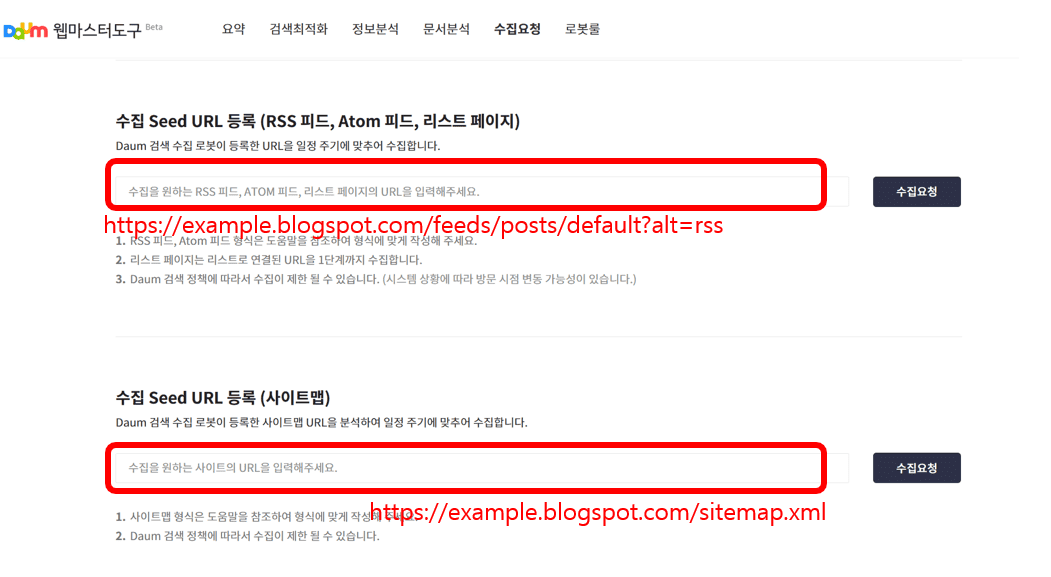 Daum 웹마스터도구 Beta 요약 검색최적화 정보분석 문서분석 수집요청 로봇룰
수집 Seed URL 등록 (RSS 피드, Atom 피드, 리스트 페이지)
Daum 검색 수집 로봇이 등록한 URL을 일정 주기에 맞추어 수집합니다.
수집을 원하는 RSS 피드, ATOM 피드, 리스트 페이지의 URL을 입력해주세요. 수집요청
https://example.blogspot.com/feeds/posts/default?alt=rss
1. RSS 피드, Atom 피드 형식은 도움말을 참조하여 형식에 맞게 작성해 주세요.
2. 리스트 페이지는 리스트로 연결된 URL을 1단계까지 수집합니다.
3. Daum 검색 정책에 따라서 수집이 제한 될 수 있습니다. (시스템 상황에 따라 방문 시점 변동 가능성이 있습니다.)
수집 Seed URL 등록 (사이트맵)
Daum 검색 수집 로봇이 등록한 사이트맵 URL을 분석하여 일정 주기에 맞추어 수집합니다.
수집을 원하는 사이트의 URL을 입력해주세요. 수집요청
https://example.blogspot.com/sitemap.xml
1. 사이트맵 형식은 도움말을 참조하여 형식에 맞게 작성해 주세요.
2. Daum 검색 정책에 따라서 수집이 제한 될 수 있습니다.